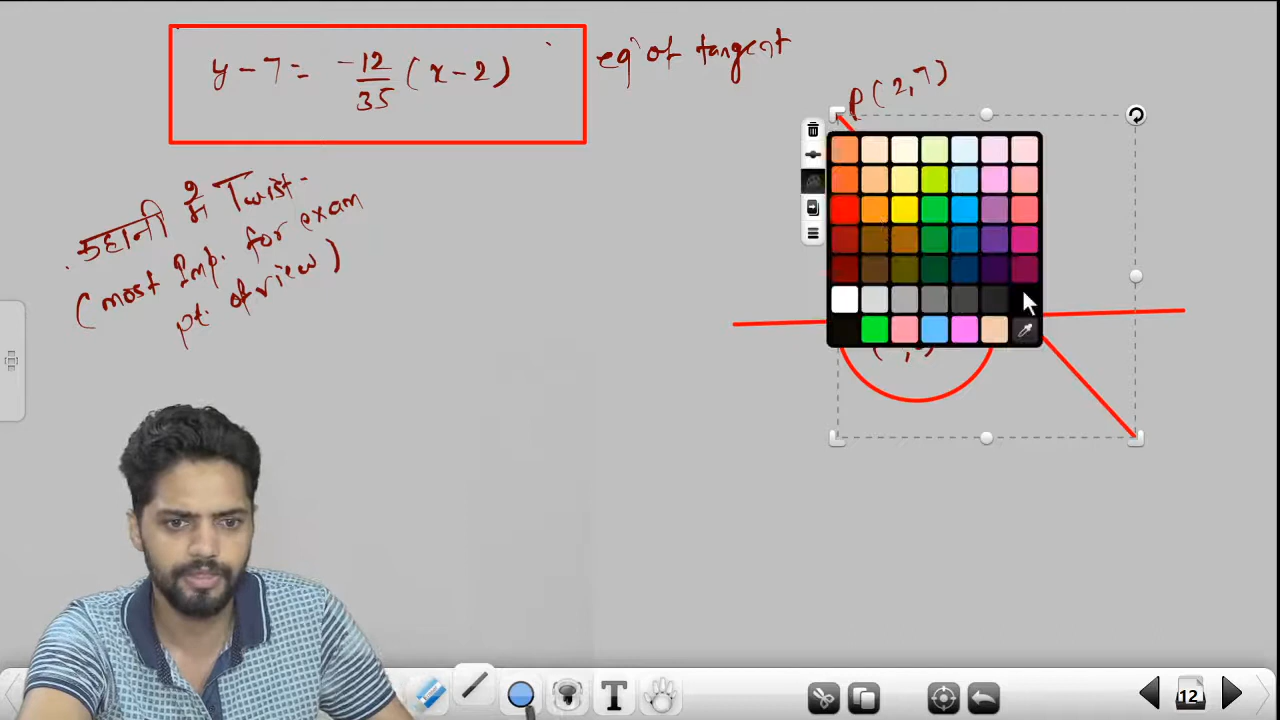 y - 7 = -12/35 (x - 2)
eqⁿ of tangent
P(2,7)
कहानी में Twist -
(most Imp. for exam
pt. of view)
T
12